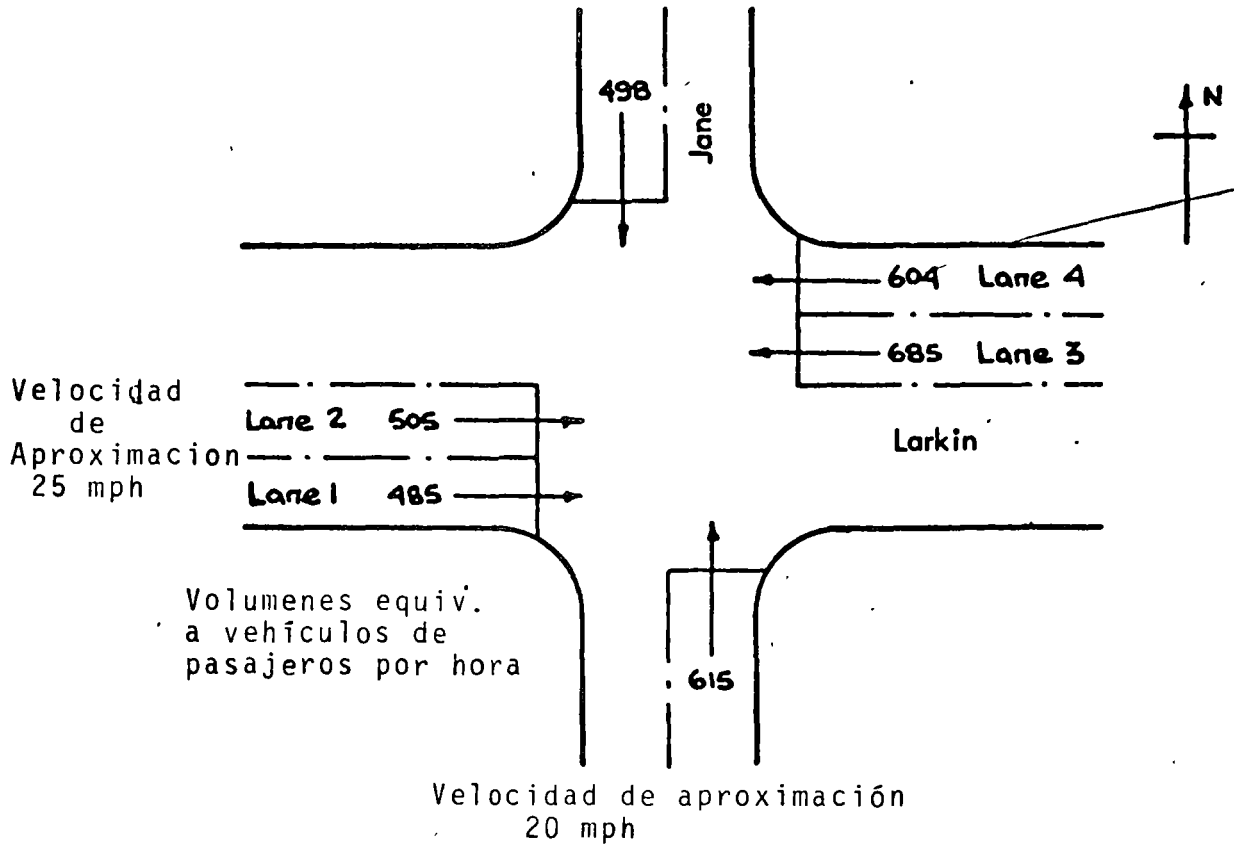 498
Jane
N
604 Lane 4
685 Lane 3
Velocidad
de
Aproximacion
25 mph
Lane 2 505
Lane 1 485
Larkin
Volumenes equiv.
a vehículos de
pasajeros por hora
615
Velocidad de aproximación
20 mph